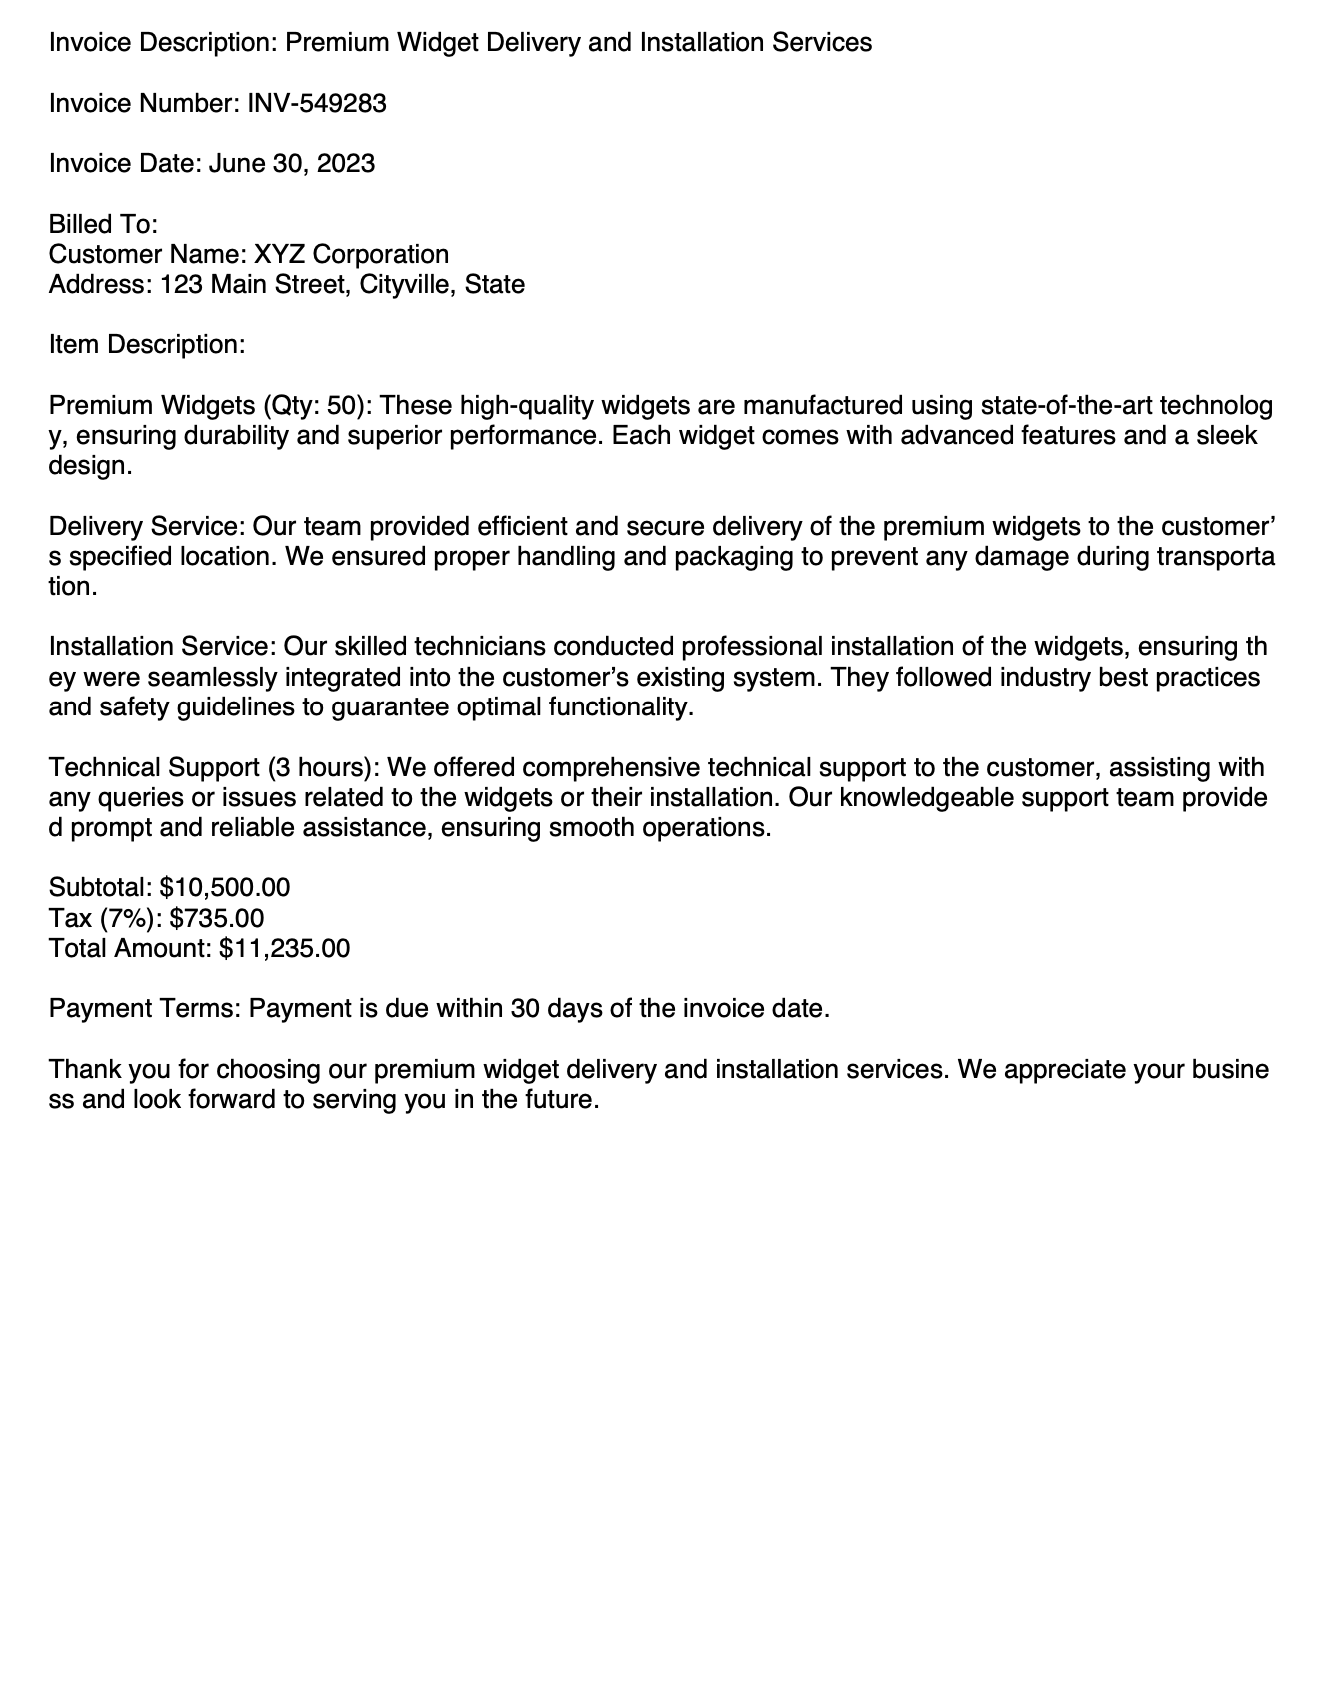 Invoice Description: Premium Widget Delivery and Installation Services
Invoice Number: INV-549283
Invoice Date: June 30, 2023
Billed To:
Customer Name: XYZ Corporation
Address: 123 Main Street, Cityville, State
Item Description:
Premium Widgets (Qty: 50): These high-quality widgets are manufactured using state-of-the-art technolog
y, ensuring durability and superior performance. Each widget comes with advanced features and a sleek
design.
Delivery Service: Our team provided efficient and secure delivery of the premium widgets to the customer’
s specified location. We ensured proper handling and packaging to prevent any damage during transporta
tion.
Installation Service: Our skilled technicians conducted professional installation of the widgets, ensuring th
ey were seamlessly integrated into the customer’s existing system. They followed industry best practices
and safety guidelines to guarantee optimal functionality.
Technical Support (3 hours): We offered comprehensive technical support to the customer, assisting with
any queries or issues related to the widgets or their installation. Our knowledgeable support team provide
d prompt and reliable assistance, ensuring smooth operations.
Subtotal: $10,500.00
Tax (7%): $735.00
Total Amount: $11,235.00
Payment Terms: Payment is due within 30 days of the invoice date.
Thank you for choosing our premium widget delivery and installation services. We appreciate your busine
ss and look forward to serving you in the future.